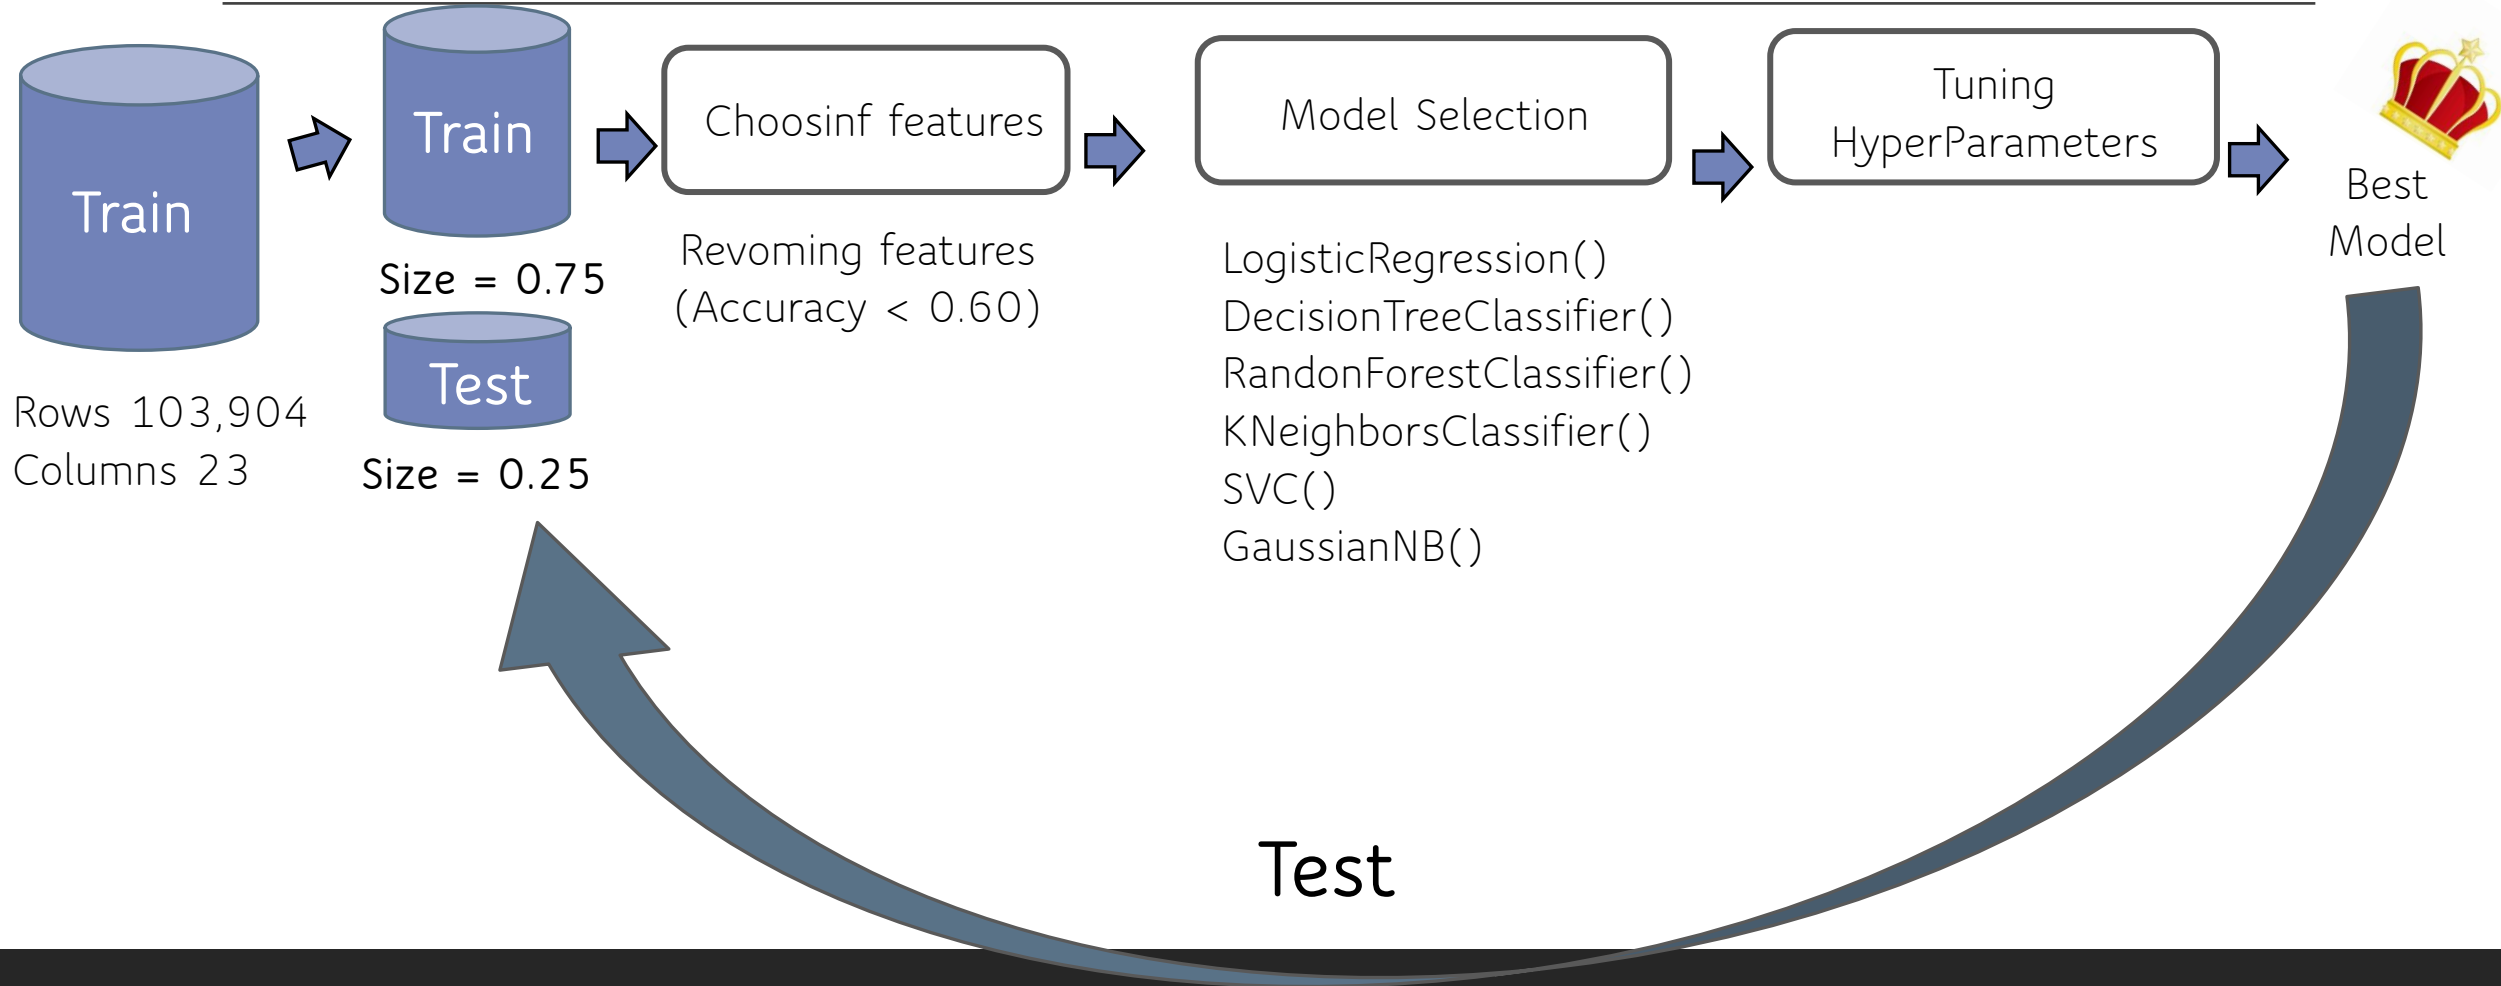 Train
Rows 103,904
Columns 23
Train
Size = 0.75
Test
Size = 0.25
Choosinf features
Revoming features
(Accuracy < 0.60)
Model Selection
LogisticRegression()
DecisionTreeClassifier()
RandonForestClassifier()
KNeighborsClassifier()
SVC()
GaussianNB()
Tuning
HyperParameters
Best
Model
Test